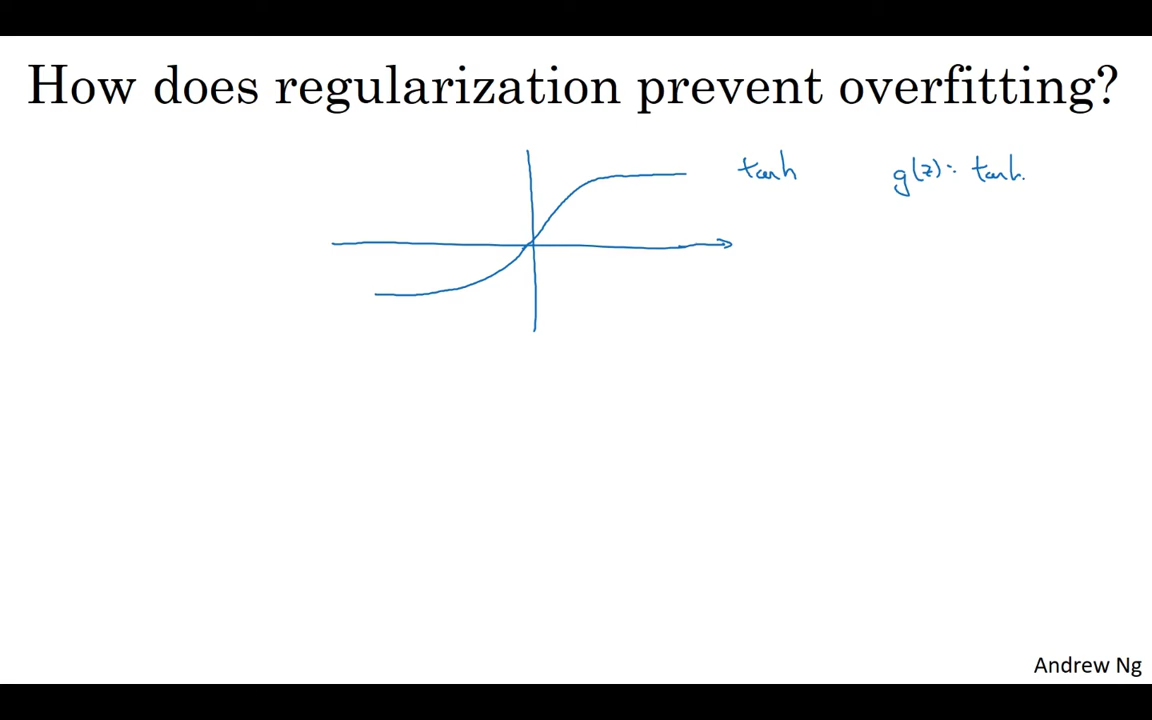 How does regularization prevent overfitting?
tanh g(z) = tanh
Andrew Ng